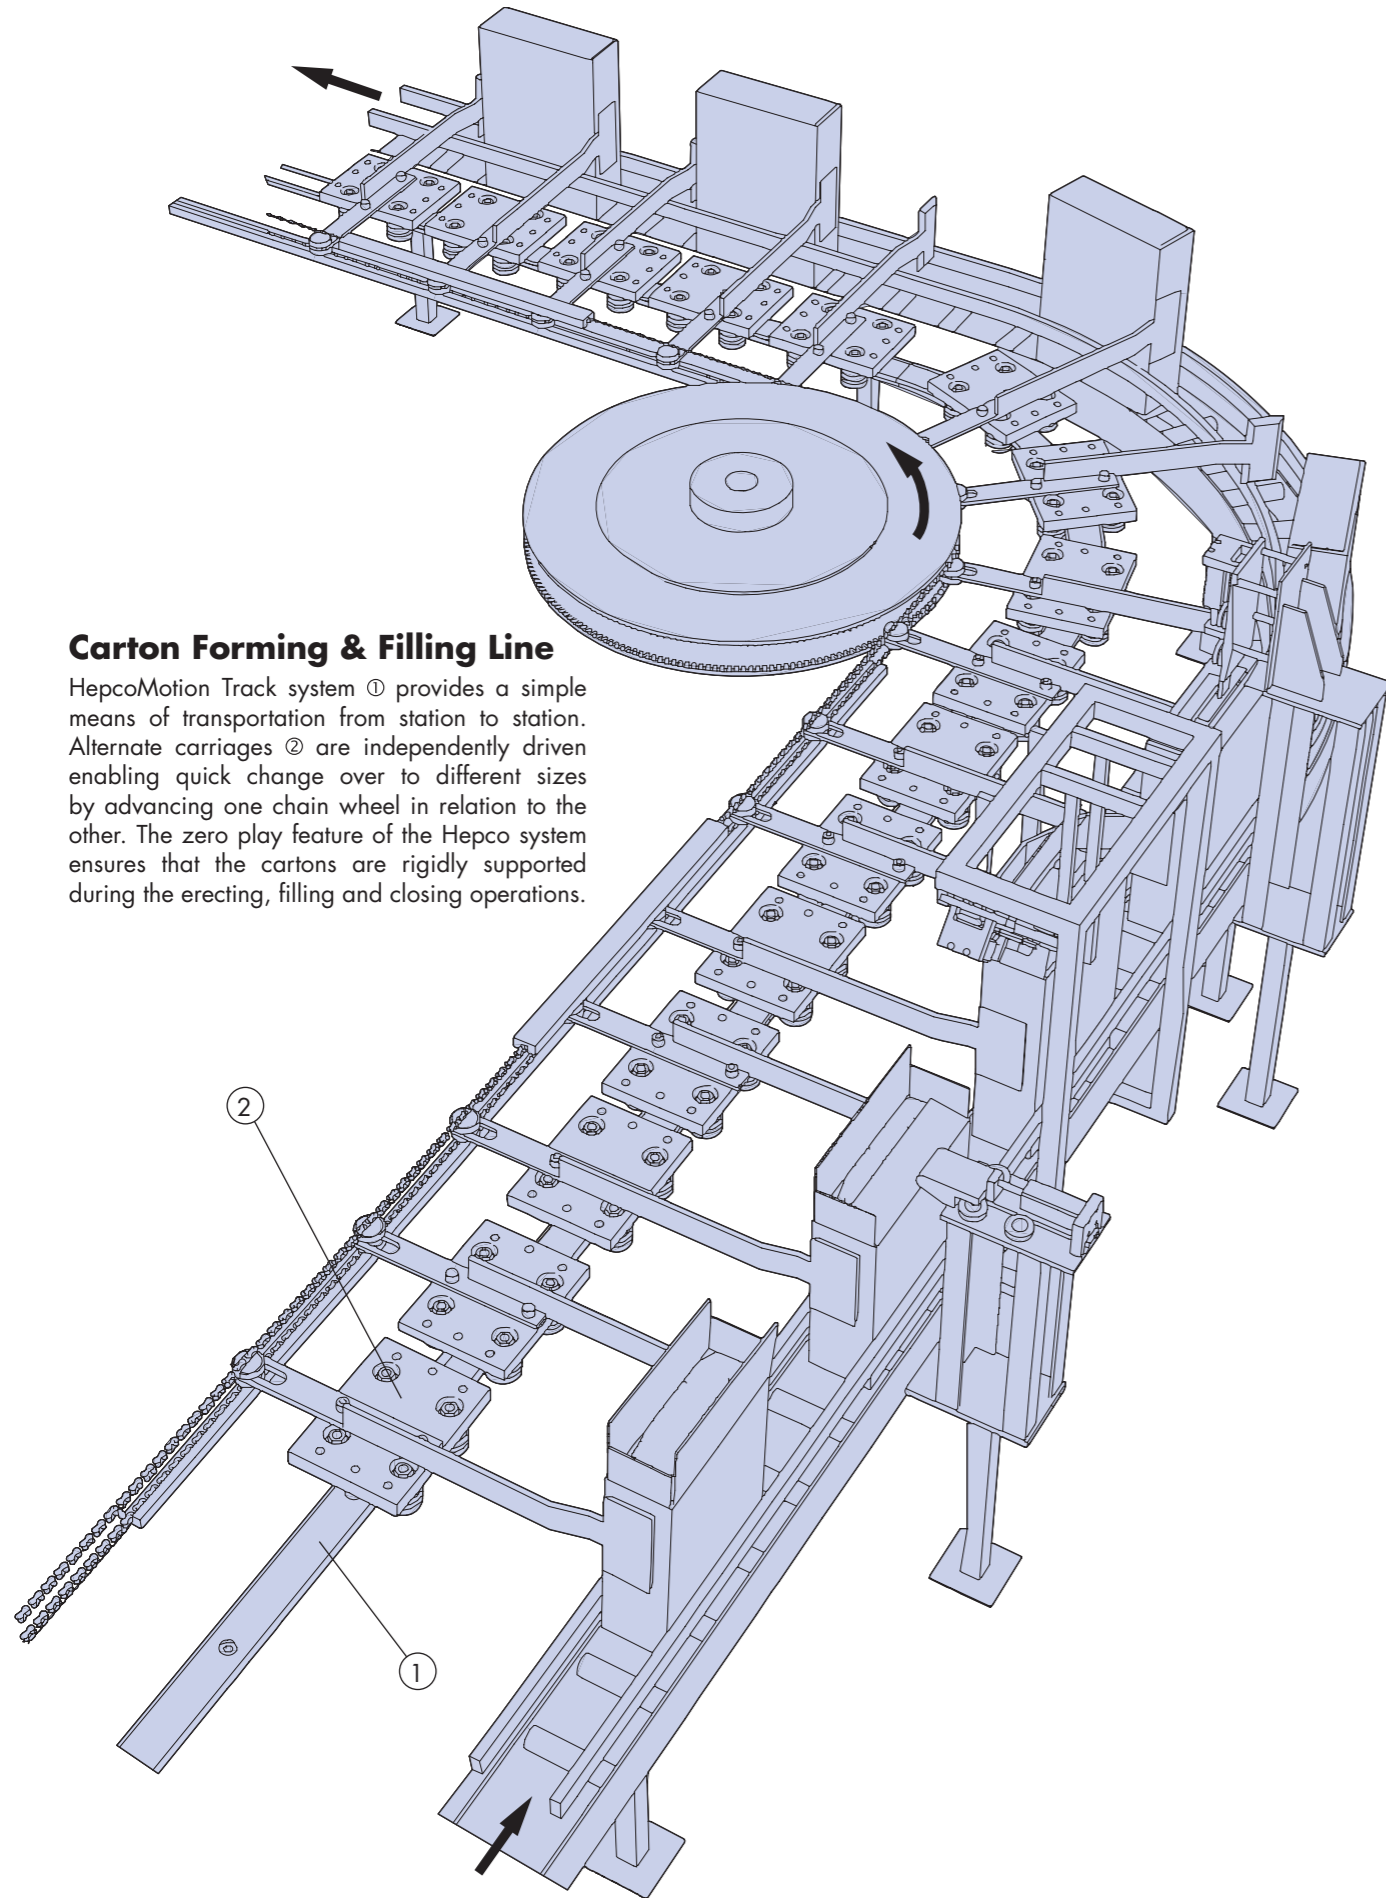 Carton Forming & Filling Line
HepcoMotion Track system ① provides a simple
means of transportation from station to station.
Alternate carriages ② are independently driven
enabling quick change over to different sizes
by advancing one chain wheel in relation to the
other. The zero play feature of the Hepco system
ensures that the cartons are rigidly supported
during the erecting, filling and closing operations.
2
1